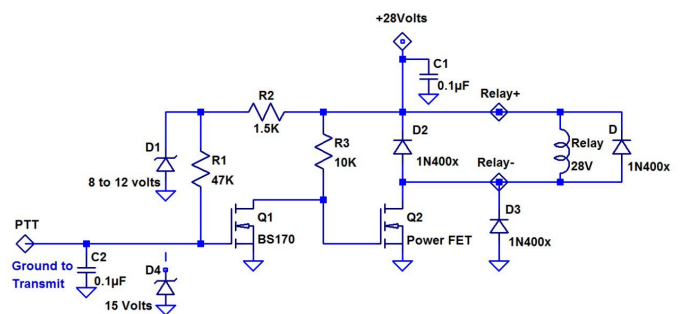 +28Volts
C1
0.1µF
R2
1.5K
Relay+
D1
8 to 12 volts
R1
47K
R3
10K
D2
1N400x
Relay
28V
D
1N400x
Relay-
PTT
Q1
BS170
Q2
Power FET
D3
1N400x
Ground to
Transmit
C2
0.1µF
D4
15 Volts